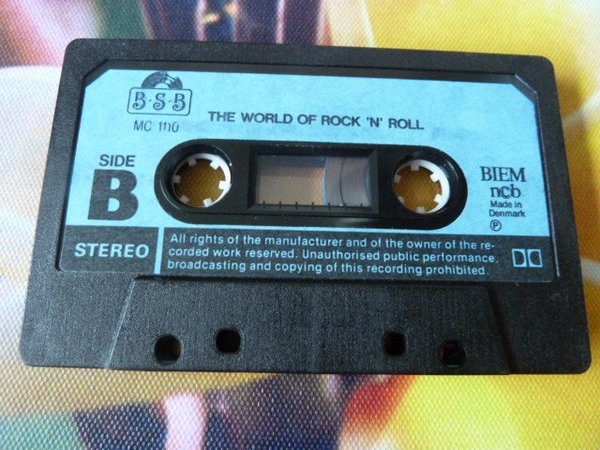 B·S·B
MC 1110
THE WORLD OF ROCK 'N' ROLL
SIDE
B
BIEM
ncb
Made in
Denmark
Ⓟ
STEREO
All rights of the manufacturer and of the owner of the re-
corded work reserved. Unauthorised public performance,
broadcasting and copying of this recording prohibited.